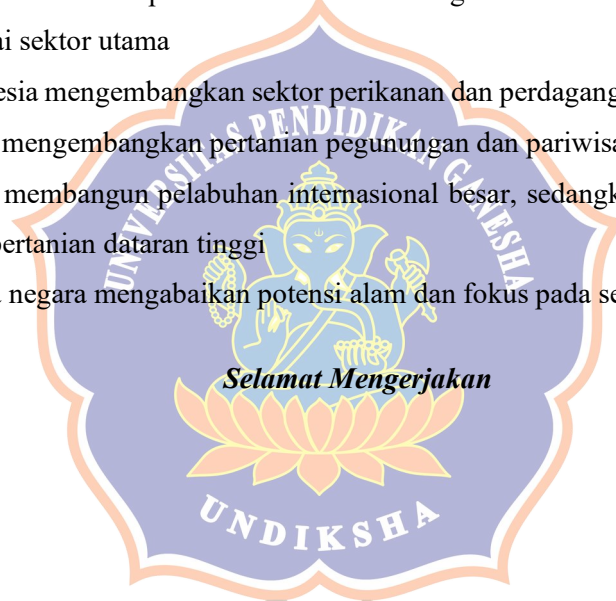 ai sektor utama
esia mengembangkan sektor perikanan dan perdagang
mengembangkan pertanian pegunungan dan pariwisa
membangun pelabuhan internasional besar, sedangk
pertanian dataran tinggi
negara mengabaikan potensi alam dan fokus pada se
Selamat Mengerjakan
UNIVERSITAS PENDIDIKAN GANESHA
UNDIKSHA